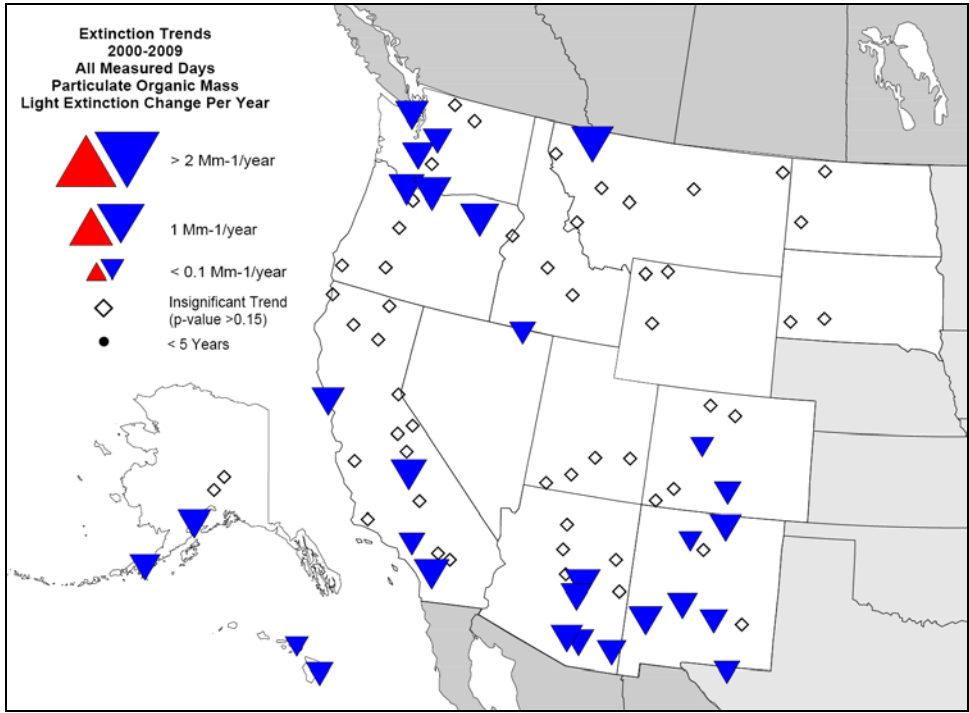 Extinction Trends
2000-2009
All Measured Days
Particulate Organic Mass
Light Extinction Change Per Year
> 2 Mm-1/year
1 Mm-1/year
< 0.1 Mm-1/year
Insignificant Trend
(p-value >0.15)
< 5 Years